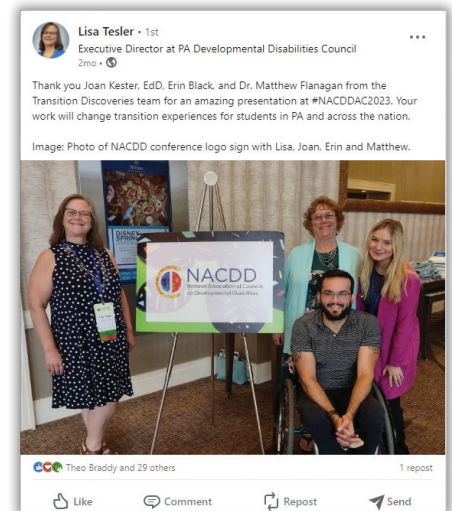 Lisa Tesler • 1st
Executive Director at PA Developmental Disabilities Council
2mo •
Thank you Joan Kester, EdD, Erin Black, and Dr. Matthew Flanagan from the
Transition Discoveries team for an amazing presentation at #NACDDAC2023. Your
work will change transition experiences for students in PA and across the nation.
Image: Photo of NACDD conference logo sign with Lisa, Joan, Erin and Matthew.
DISNEY
SPRIN
NACDD
National Association of Councils
on Developmental Disabilities
Theo Braddy and 29 others
1 repost
Like
Comment
Repost
Send